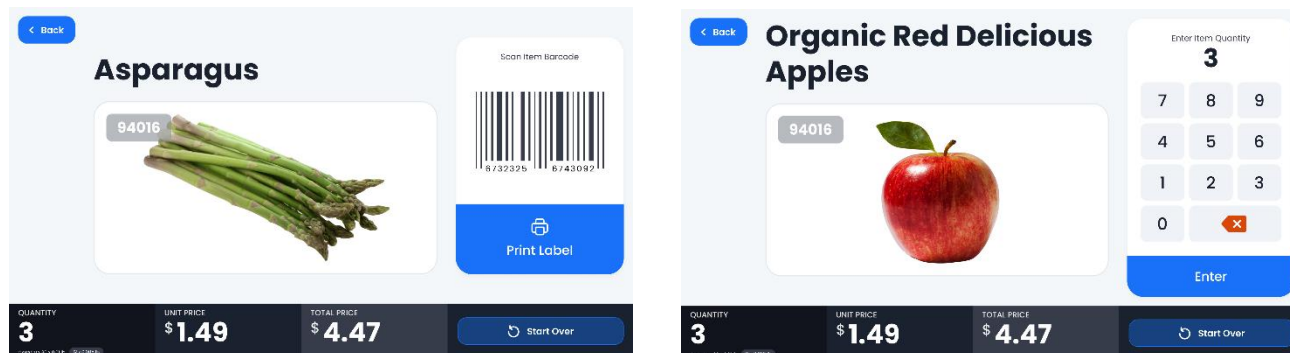 Back
Asparagus
94016
Scan Item Barcode
6732325 6743092
Print Label
QUANTITY
3
UNIT PRICE
$1.49
TOTAL PRICE
$4.47
Start Over
Back
Organic Red Delicious
Apples
94016
Enter Item Quantity
3
7 8 9
4 5 6
1 2 3
0
Enter
QUANTITY
3
UNIT PRICE
$1.49
TOTAL PRICE
$4.47
Start Over